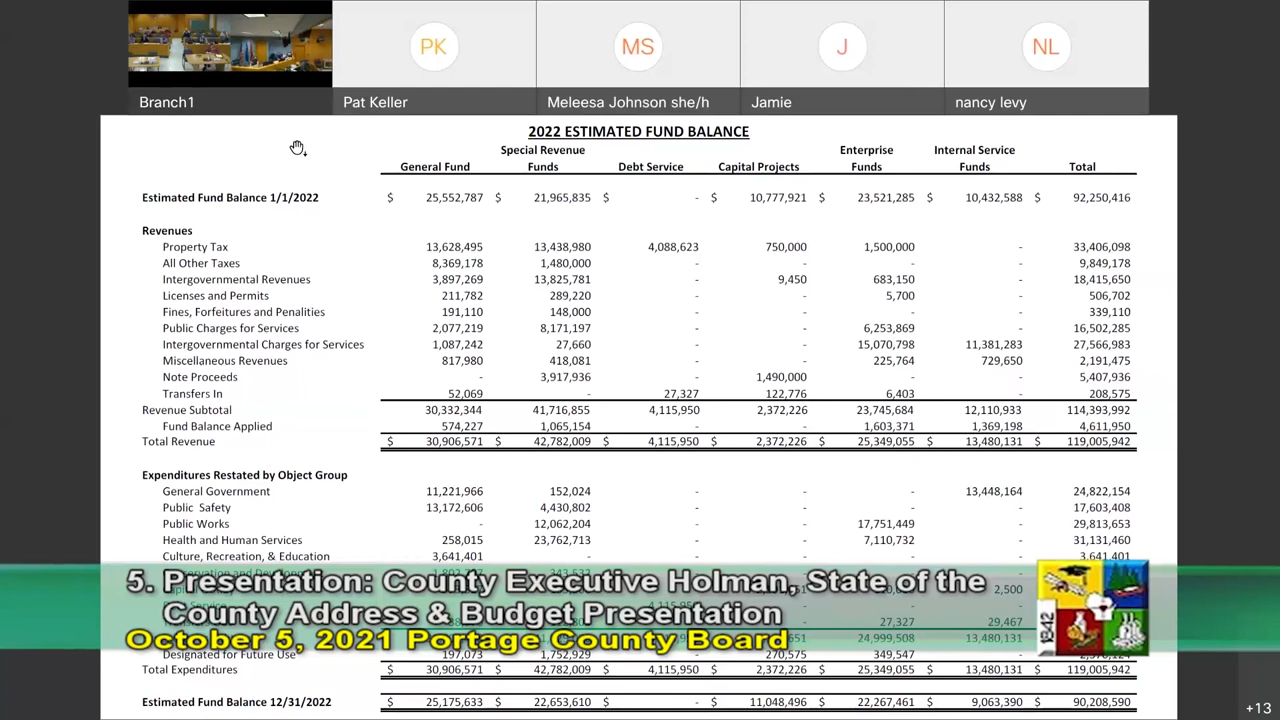 PK MS J NL
Branch1 Pat Keller Meleesa Johnson she/h Jamie nancy levy
2022 ESTIMATED FUND BALANCE
General Fund Special Revenue Funds Debt Service Capital Projects Enterprise Funds Internal Service Funds Total
Estimated Fund Balance 1/1/2022 $ 25,552,787 $ 21,965,835 $ - $ 10,777,921 $ 23,521,285 $ 10,432,588 $ 92,250,416
Revenues
Property Tax 13,628,495 13,438,980 4,088,623 750,000 1,500,000 - 33,406,098
All Other Taxes 8,369,178 1,480,000 - - - - 9,849,178
Intergovernmental Revenues 3,897,269 13,825,781 - 9,450 683,150 - 18,415,650
Licenses and Permits 211,782 289,220 - - 5,700 - 506,702
Fines, Forfeitures and Penalities 191,110 148,000 - - - - 339,110
Public Charges for Services 2,077,219 8,171,197 - - 6,253,869 - 16,502,285
Intergovernmental Charges for Services 1,087,242 27,660 - - 15,070,798 11,381,283 27,566,983
Miscellaneous Revenues 817,980 418,081 - - 225,764 729,650 2,191,475
Note Proceeds - 3,917,936 - 1,490,000 - - 5,407,936
Transfers In 52,069 - 27,327 122,776 6,403 - 208,575
Revenue Subtotal 30,332,344 41,716,855 4,115,950 2,372,226 23,745,684 12,110,933 114,393,992
Fund Balance Applied 574,227 1,065,154 - - 1,603,371 1,369,198 4,611,950
Total Revenue $ 30,906,571 $ 42,782,009 $ 4,115,950 $ 2,372,226 $ 25,349,055 $ 13,480,131 $ 119,005,942
Expenditures Restated by Object Group
General Government 11,221,966 152,024 - - - 13,448,164 24,822,154
Public Safety 13,172,606 4,430,802 - - - - 17,603,408
Public Works - 12,062,204 - - 17,751,449 - 29,813,653
Health and Human Services 258,015 23,762,713 - - 7,110,732 - 31,131,460
Culture, Recreation, & Education 3,641,401 - - - - - 3,641,401
2,500
27,327 29,467
24,999,508 13,480,131
Designated for Future Use 197,073 1,752,929 - 270,575 349,547 -
Total Expenditures $ 30,906,571 $ 42,782,009 $ 4,115,950 $ 2,372,226 $ 25,349,055 $ 13,480,131 $ 119,005,942
Estimated Fund Balance 12/31/2022 $ 25,175,633 $ 22,653,610 $ - $ 11,048,496 $ 22,267,461 $ 9,063,390 $ 90,208,590
5. Presentation: County Executive Holman, State of the
County Address & Budget Presentation
October 5, 2021 Portage County Board
1842
+13